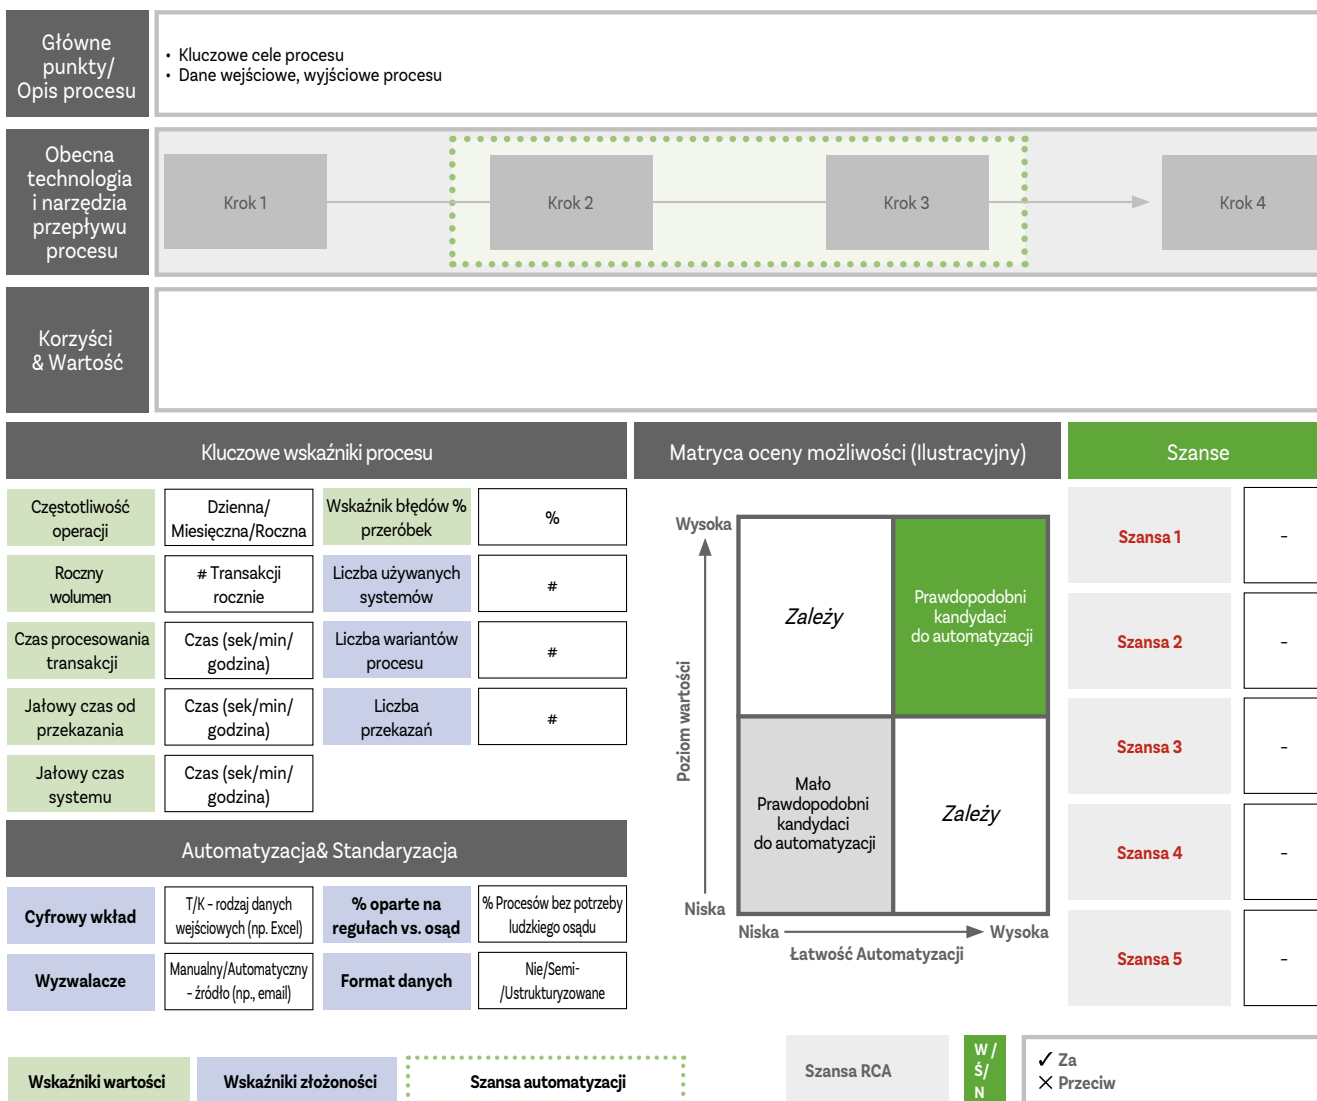 Główne
punkty/
Opis procesu
• Kluczowe cele procesu
• Dane wejściowe, wyjściowe procesu
Obecna
technologia
i narzędzia
przepływu
procesu
Krok 1
Krok 2
Krok 3
Krok 4
Korzyści
& Wartość
Kluczowe wskaźniki procesu
Częstotliwość
operacji
Dzienna/
Miesięczna/Roczna
Wskaźnik błędów %
przeróbek
%
Roczny
wolumen
# Transakcji
rocznie
Liczba używanych
systemów
#
Czas procesowania
transakcji
Czas (sek/min/
godzina)
Liczba wariantów
procesu
#
Jałowy czas od
przekazania
Czas (sek/min/
godzina)
Liczba
przekazań
#
Jałowy czas
systemu
Czas (sek/min/
godzina)
Automatyzacja& Standaryzacja
Cyfrowy wkład
T/K – rodzaj danych
wejściowych (np. Excel)
% oparte na
regułach vs. osąd
% Procesów bez potrzeby
ludzkiego osądu
Wyzwalacze
Manualny/Automatyczny
– źródło (np., email)
Format danych
Nie/Semi-
/Ustrukturyzowane
Matryca oceny możliwości (Ilustracyjny)
Wysoka
Poziom wartości
Niska
Zależy
Prawdopodobni
kandydaci
do automatyzacji
Mało
Prawdopodobni
kandydaci
do automatyzacji
Zależy
Niska
Wysoka
Łatwość Automatyzacji
Szanse
Szansa 1
–
Szansa 2
–
Szansa 3
–
Szansa 4
–
Szansa 5
–
Wskaźniki wartości
Wskaźniki złożoności
Szansa automatyzacji
Szansa RCA
W /
Ś/
N
✓ Za
✕ Przeciw